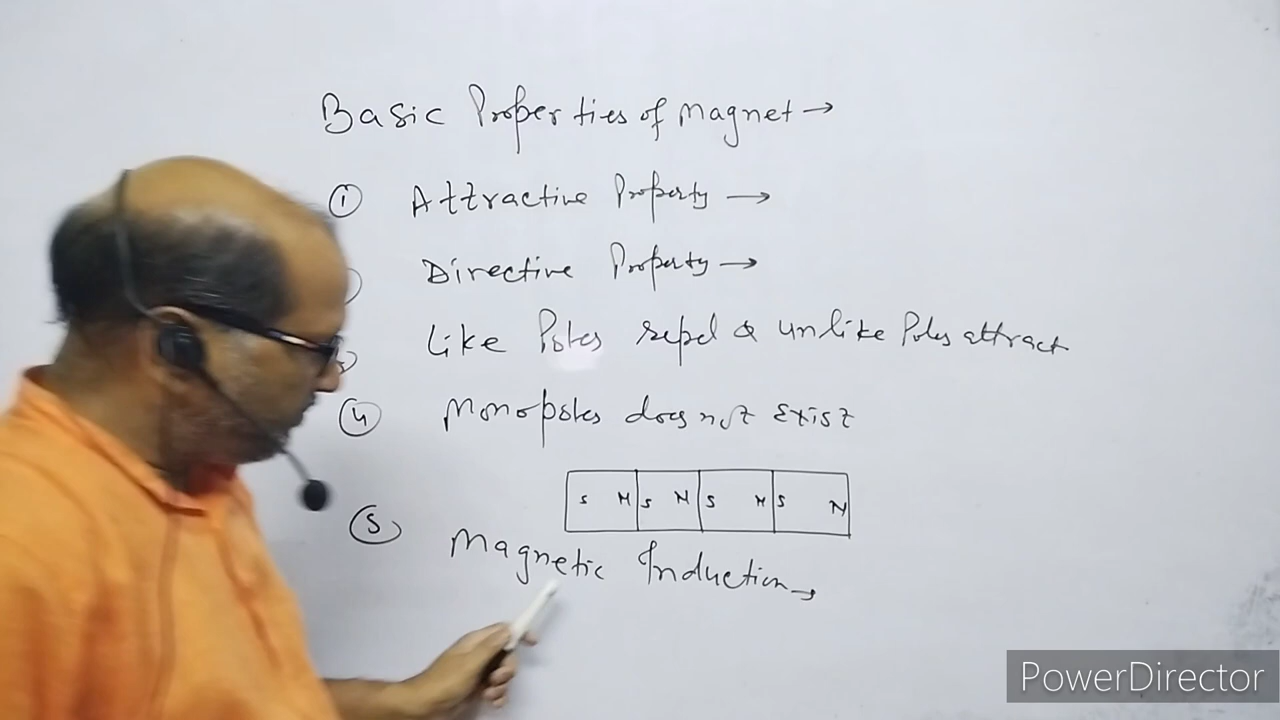 Basic Properties of Magnet →
① Attractive Property →
Directive Property →
Like Poles repel & unlike Poles attract
④ Monopoles does not Exist
S N S N S N S N
⑤ Magnetic Induction →
PowerDirector